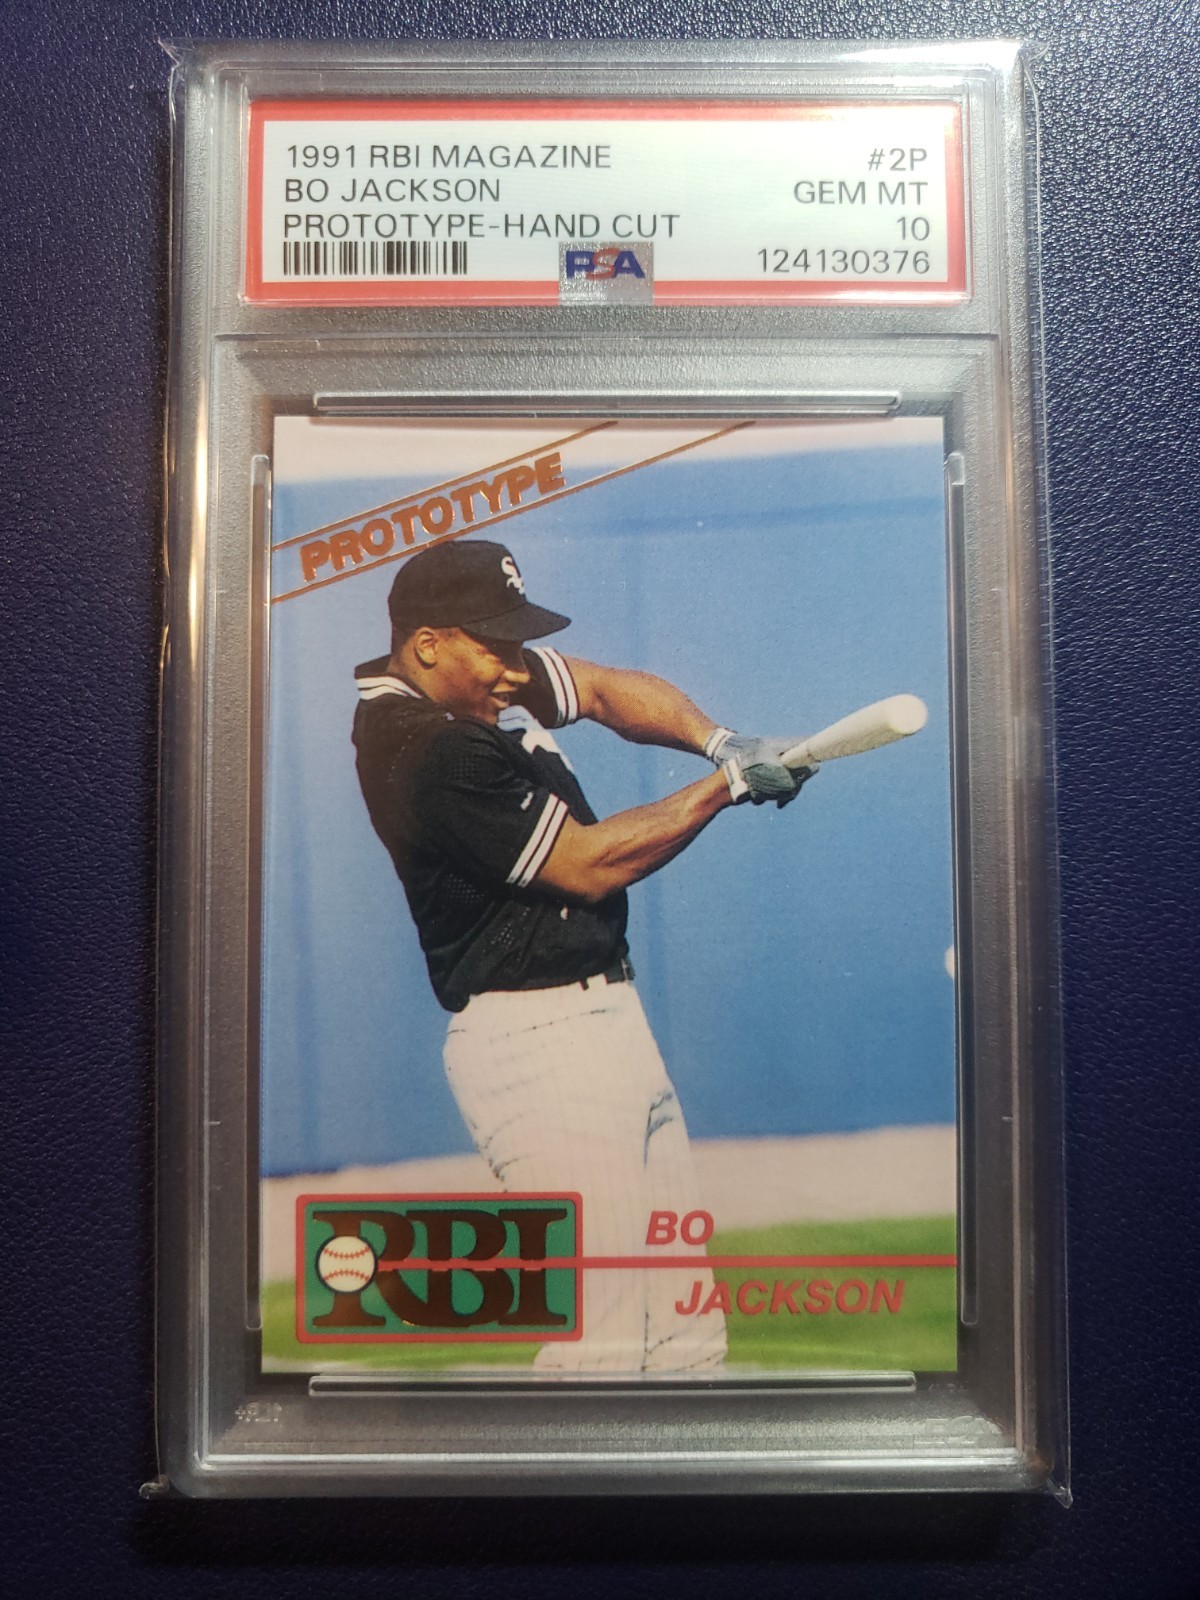 1991 RBI MAGAZINE #2P
BO JACKSON GEM MT
PROTOTYPE-HAND CUT 10
PSA 124130376
PROTOTYPE
RBI
BO
JACKSON